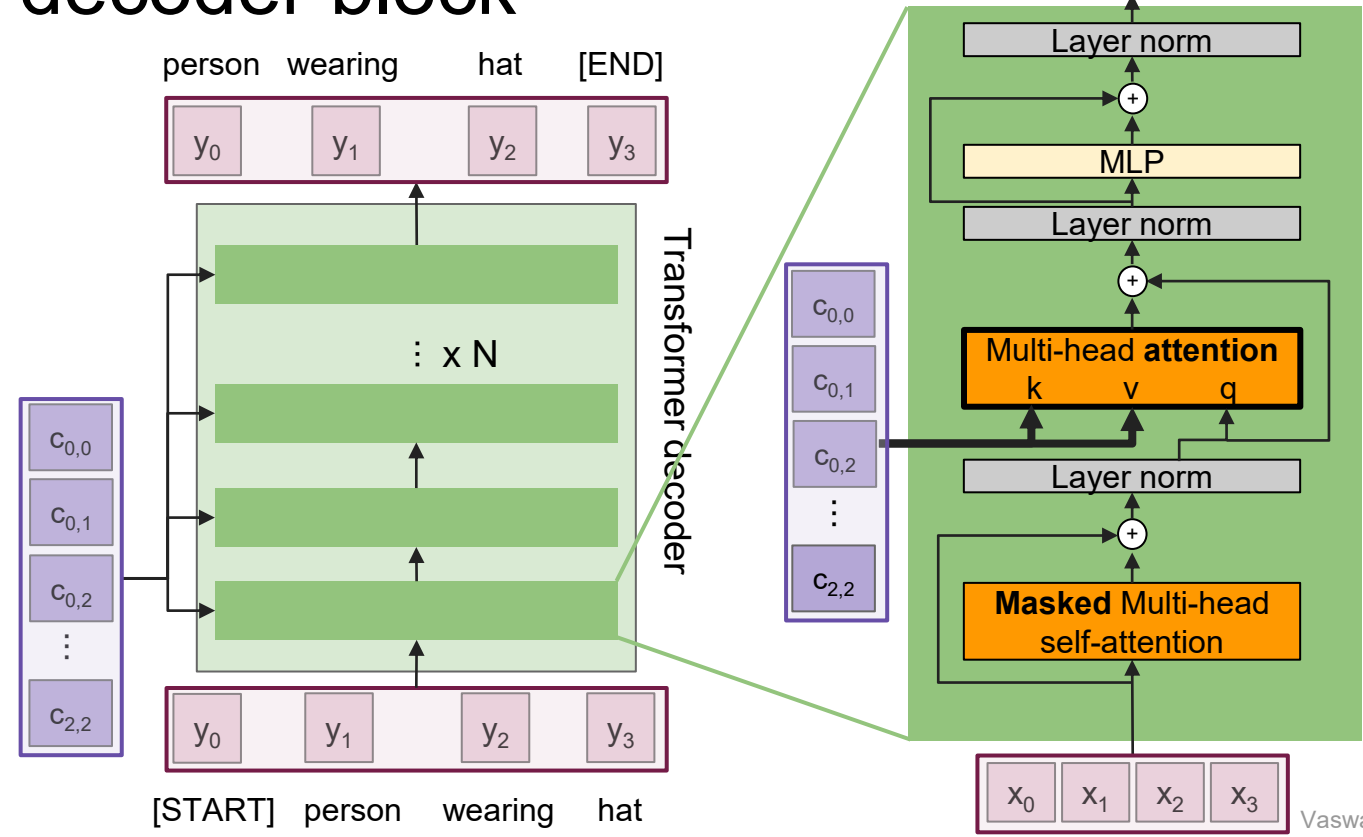 decoder block
person wearing hat [END]
y0 y1 y2 y3
Transformer decoder
⋮ x N
c0,0
c0,1
c0,2
⋮
c2,2
y0 y1 y2 y3
[START] person wearing hat
Layer norm
+
MLP
Layer norm
+
Multi-head attention
k v q
c0,0
c0,1
c0,2
⋮
c2,2
Layer norm
+
Masked Multi-head
self-attention
x0 x1 x2 x3
Vaswa